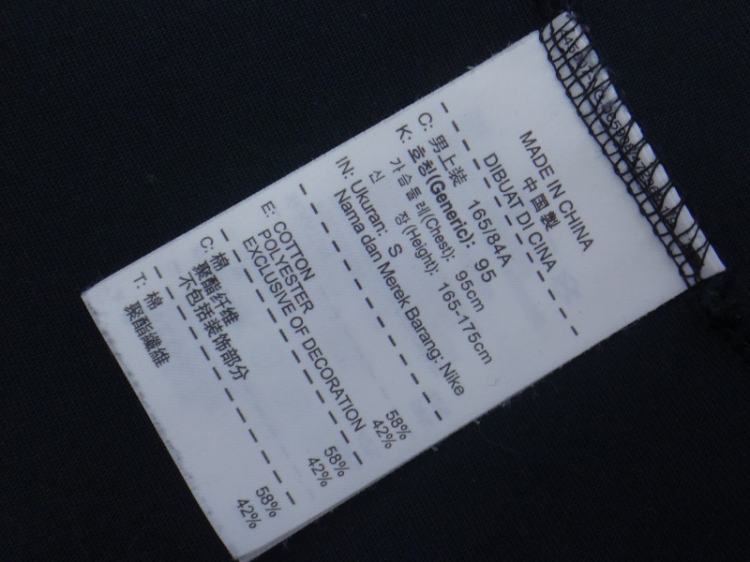 MADE IN CHINA
中国製
DIBUAT DI CINA
C: 男上装 165/84A
K: 호칭(Generic): 95
가슴둘레(Chest): 95cm
신 장(Height): 165-175cm
IN: Ukuran: S
Nama dan Merek Barang: Nike
E: COTTON 58%
POLYESTER 42%
EXCLUSIVE OF DECORATION
C: 棉 58%
聚酯纤维 42%
不包括装饰部分
T: 棉 58%
聚酯纖維 42%